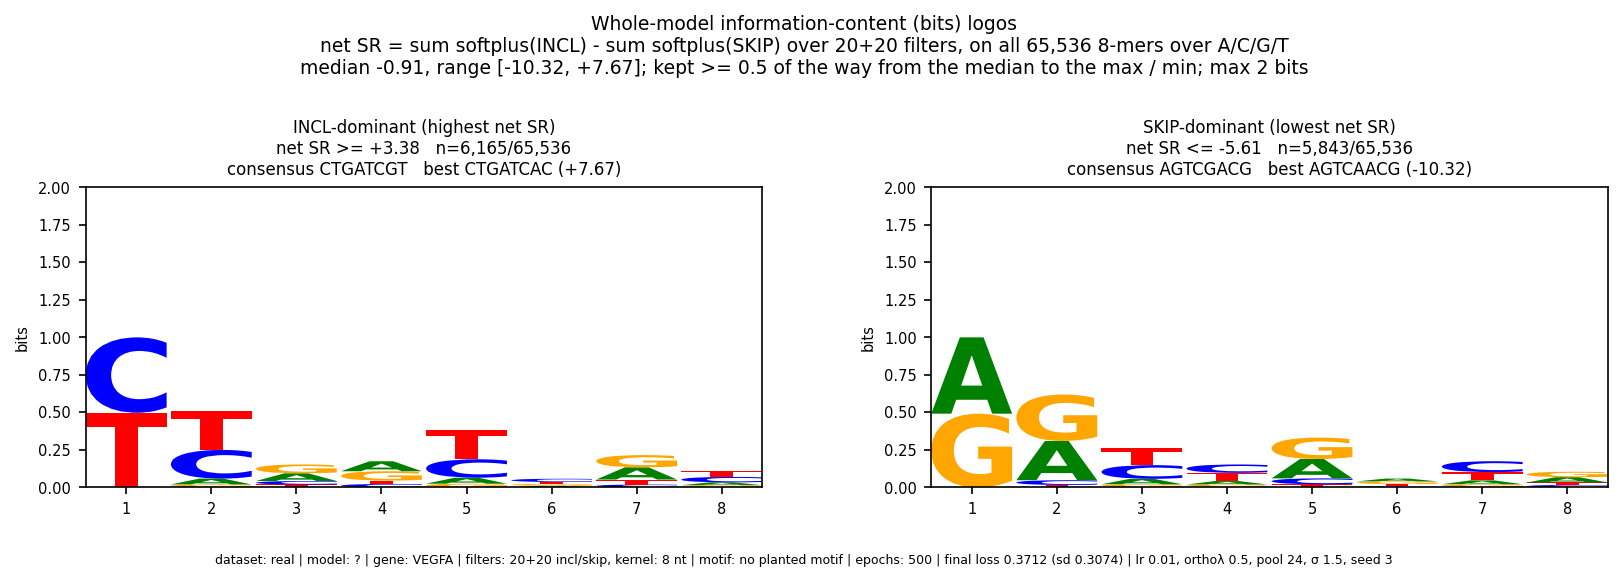 Whole-model information-content (bits) logos
net SR = sum softplus(INCL) - sum softplus(SKIP) over 20+20 filters, on all 65,536 8-mers over A/C/G/T
median -0.91, range [-10.32, +7.67]; kept >= 0.5 of the way from the median to the max / min; max 2 bits
INCL-dominant (highest net SR)
net SR >= +3.38 n=6,165/65,536
consensus CTGATCGT best CTGATCAC (+7.67)
2.00
1.75
1.50
1.25
1.00
0.75
0.50
0.25
0.00
bits
1 2 3 4 5 6 7 8
SKIP-dominant (lowest net SR)
net SR <= -5.61 n=5,843/65,536
consensus AGTCGACG best AGTCAACG (-10.32)
2.00
1.75
1.50
1.25
1.00
0.75
0.50
0.25
0.00
bits
1 2 3 4 5 6 7 8
dataset: real | model: ? | gene: VEGFA | filters: 20+20 incl/skip, kernel: 8 nt | motif: no planted motif | epochs: 500 | final loss 0.3712 (sd 0.3074) | lr 0.01, orthoλ 0.5, pool 24, σ 1.5, seed 3